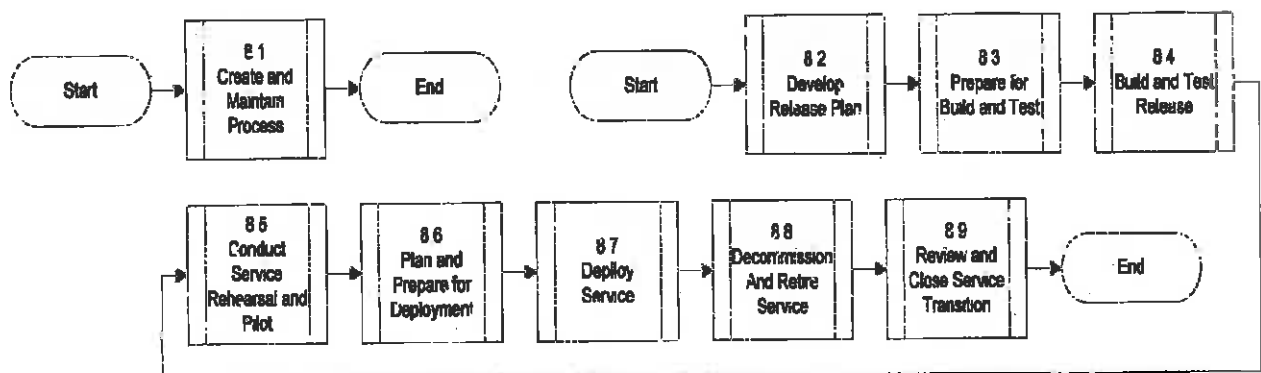 Start
8 1
Create and
Maintain
Process
End
Start
8 2
Develop
Release Plan
8 3
Prepare for
Build and Test
8 4
Build and Test
Release
8 5
Conduct
Service
Rehearsal and
Pilot
8 6
Plan and
Prepare for
Deployment
8 7
Deploy
Service
8 8
Decommission
And Retire
Service
8 9
Review and
Close Service
Transition
End